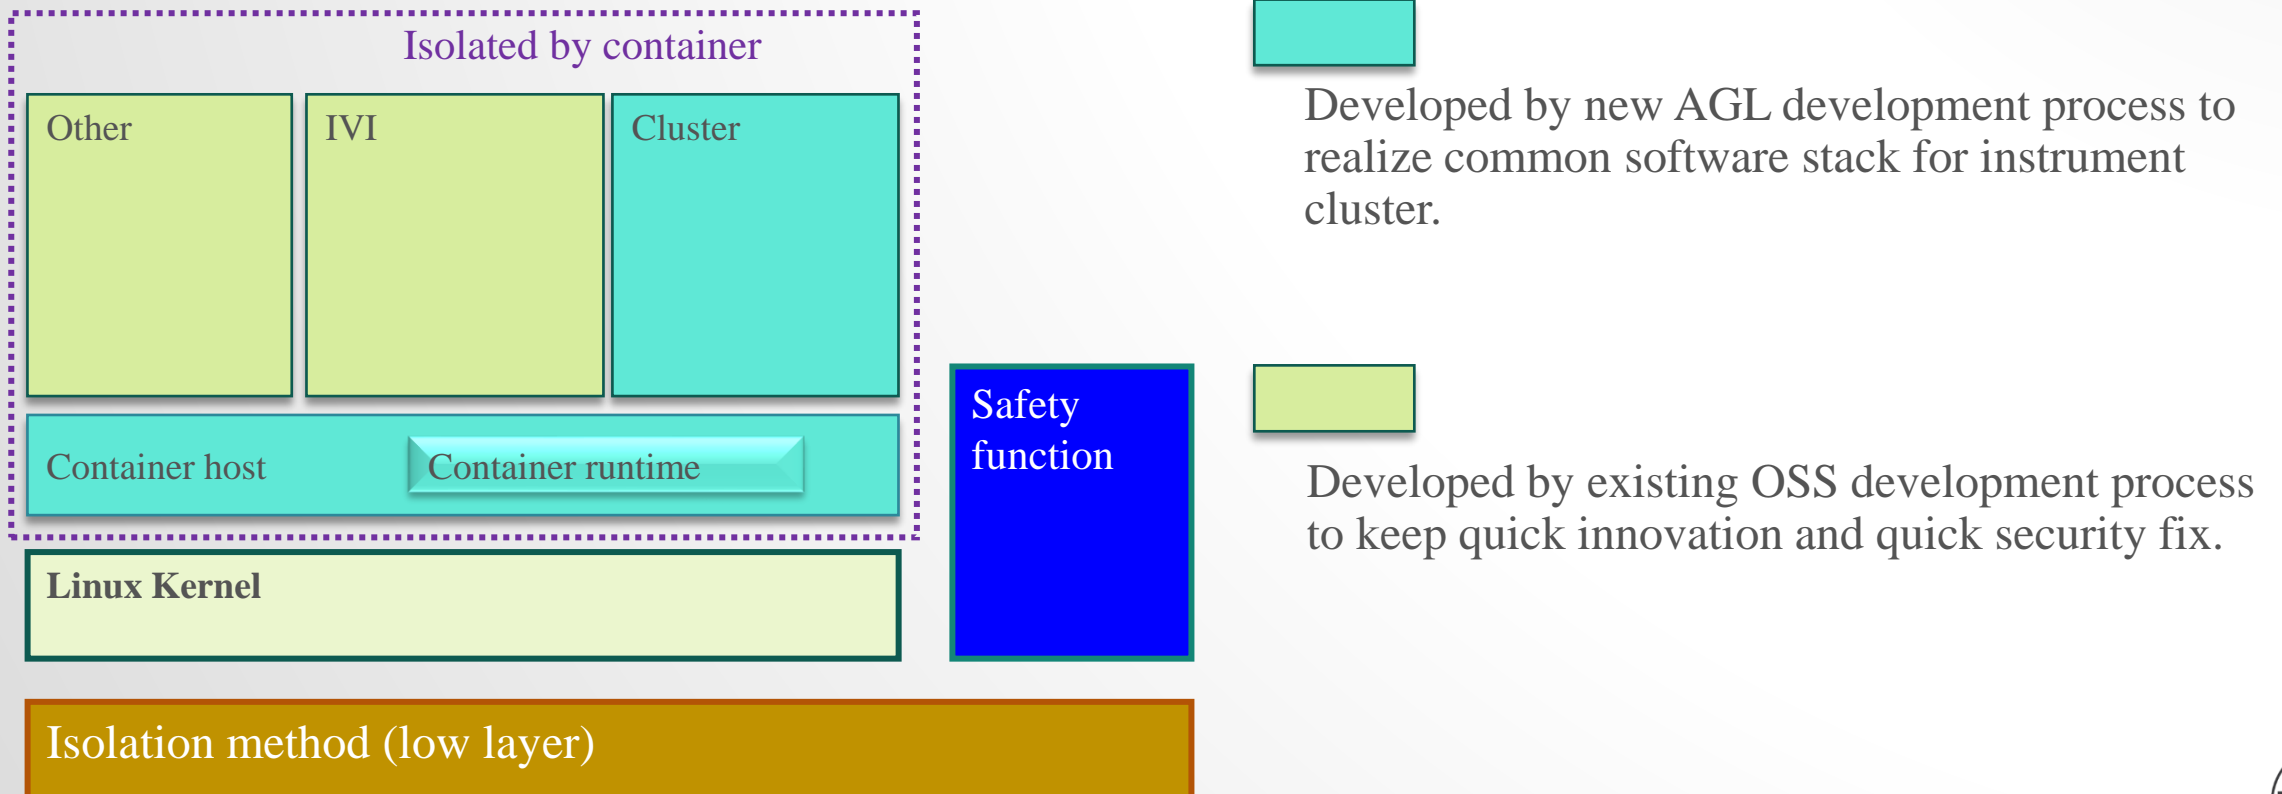 Isolated by container
Other
IVI
Cluster
Container host
Container runtime
Linux Kernel
Safety
function
Isolation method (low layer)
Developed by new AGL development process to
realize common software stack for instrument
cluster.
Developed by existing OSS development process
to keep quick innovation and quick security fix.